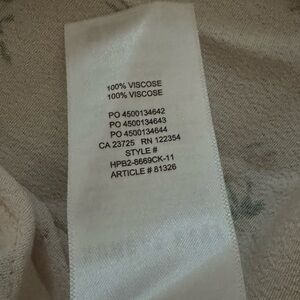 100% VISCOSE
100% VISCOSE
PO 4500134642
PO 4500134643
PO 4500134644
CA 23725 RN 122354
STYLE #
HPB2-8669CK-11
ARTICLE # 81326